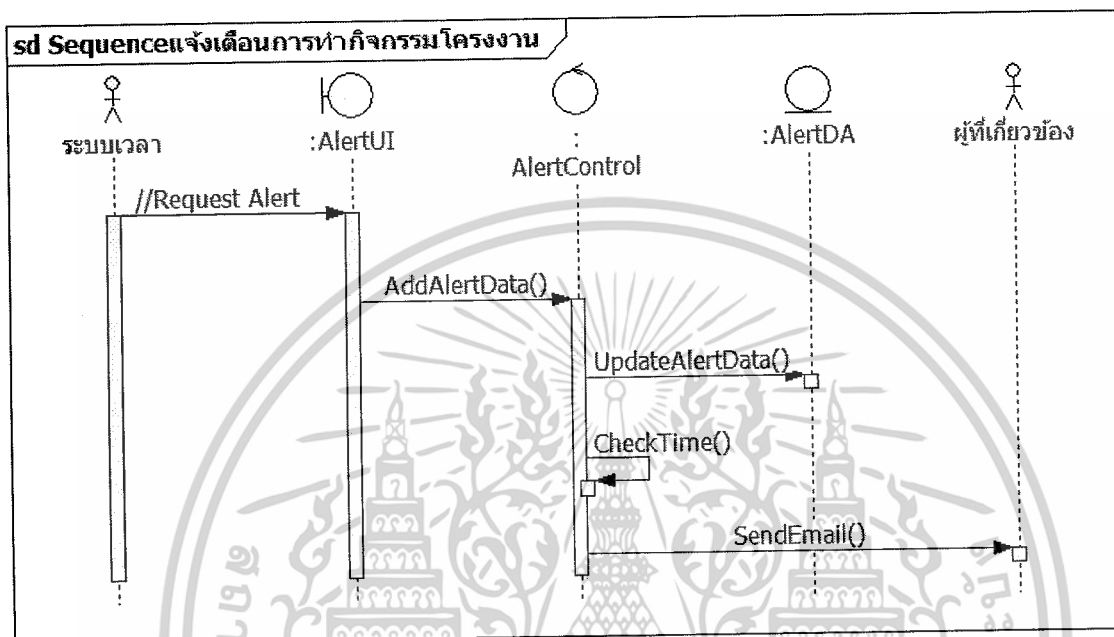 sd Sequenceแจ้งเตือนการทำกิจกรรมโครงงาน
ระบบเวลา
:AlertUI
:
AlertControl
:AlertDA
ผู้ที่เกี่ยวข้อง
//Request Alert
AddAlertData()
UpdateAlertData()
CheckTime()
SendEmail()